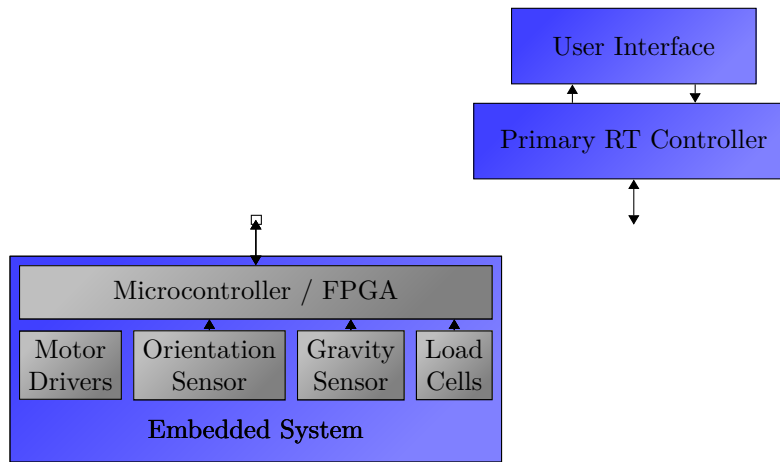 User Interface
Primary RT Controller
Microcontroller / FPGA
Motor
Drivers
Orientation
Sensor
Gravity
Sensor
Load
Cells
Embedded System